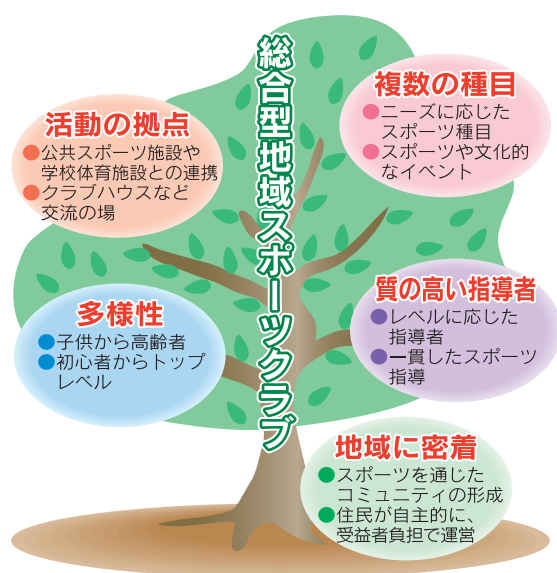 総合型地域スポーツクラブ
活動の拠点
●公共スポーツ施設や
学校体育施設との連携
●クラブハウスなど
交流の場
複数の種目
●ニーズに応じた
スポーツ種目
●スポーツや文化的
なイベント
多様性
●子供から高齢者
●初心者からトップ
レベル
質の高い指導者
●レベルに応じた
指導者
●一貫したスポーツ
指導
地域に密着
●スポーツを通じた
コミュニティの形成
●住民が自主的に、
受益者負担で運営